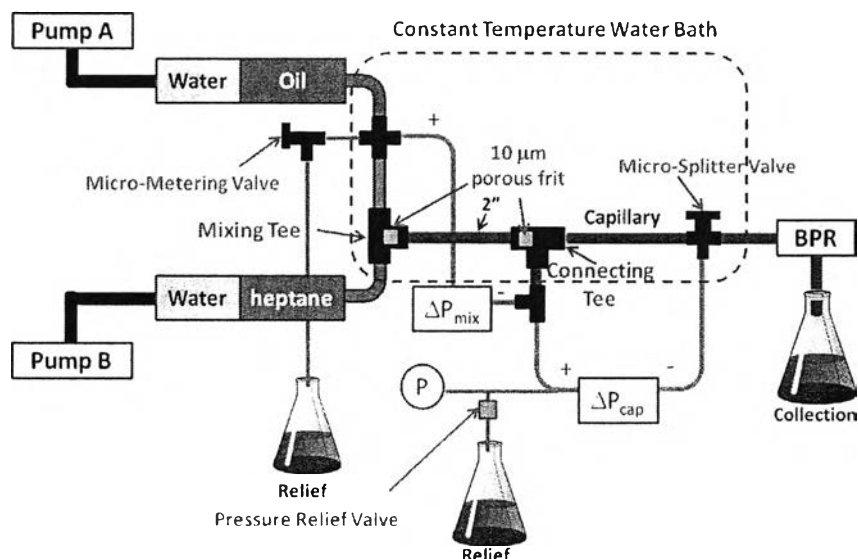 Constant Temperature Water Bath
Pump A
Water
Oil
+
10 µm
porous frit
Micro-Splitter Valve
Micro-Metering Valve
2"
Capillary
Mixing Tee
BPR
Connecting
Tee
Water
heptane
-
ΔPmix
Pump B
+
-
P
ΔPcap
Collection
Relief
Pressure Relief Valve
Relief